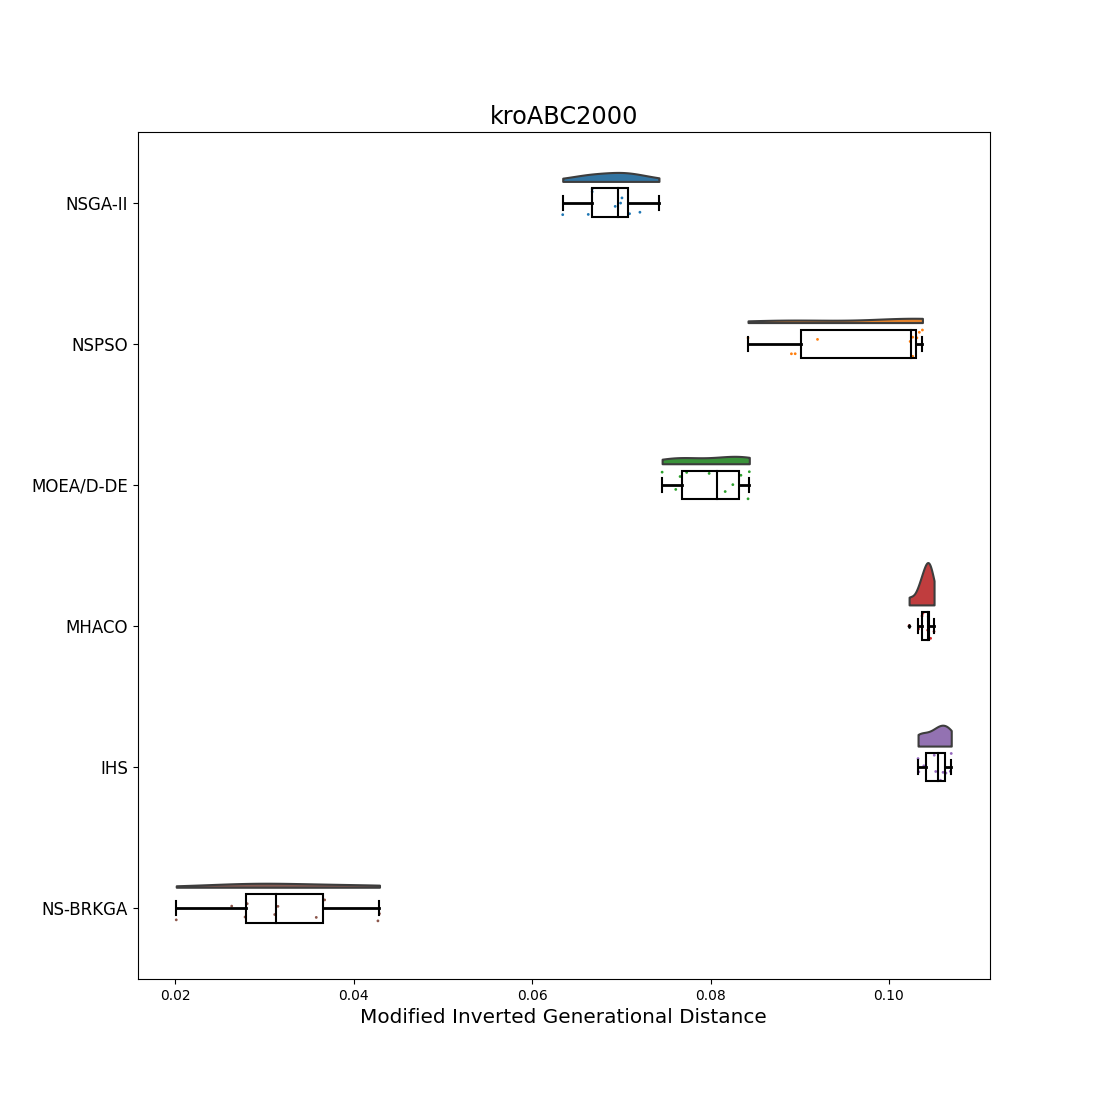 kroABC2000
NSGA-II
NSPSO
MOEA/D-DE
MHACO
IHS
NS-BRKGA
0.02 0.04 0.06 0.08 0.10
Modified Inverted Generational Distance